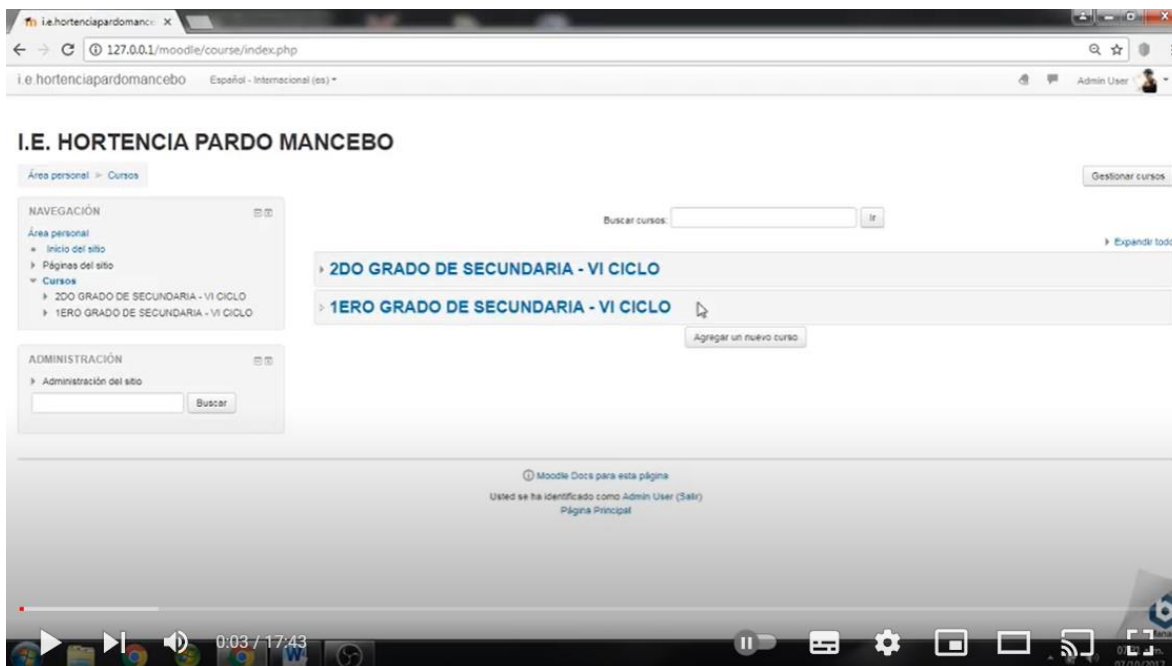 i.e.hortenciapardomance
127.0.0.1/moodle/course/index.php
i.e.hortenciapardomancebo Español - Internacional (es) Admin User
I.E. HORTENCIA PARDO MANCEBO
Área personal Cursos
Gestionar cursos
NAVEGACIÓN
Área personal
Inicio del sitio
Páginas del sitio
Cursos
2DO GRADO DE SECUNDARIA - VI CICLO
1ERO GRADO DE SECUNDARIA - VI CICLO
ADMINISTRACIÓN
Administración del sitio
Buscar
Buscar cursos: Ir
Expandir todo
2DO GRADO DE SECUNDARIA - VI CICLO
1ERO GRADO DE SECUNDARIA - VI CICLO
Agregar un nuevo curso
Moodle Docs para esta página
Usted se ha identificado como Admin User (Salir)
Página Principal
0:03 / 17:43